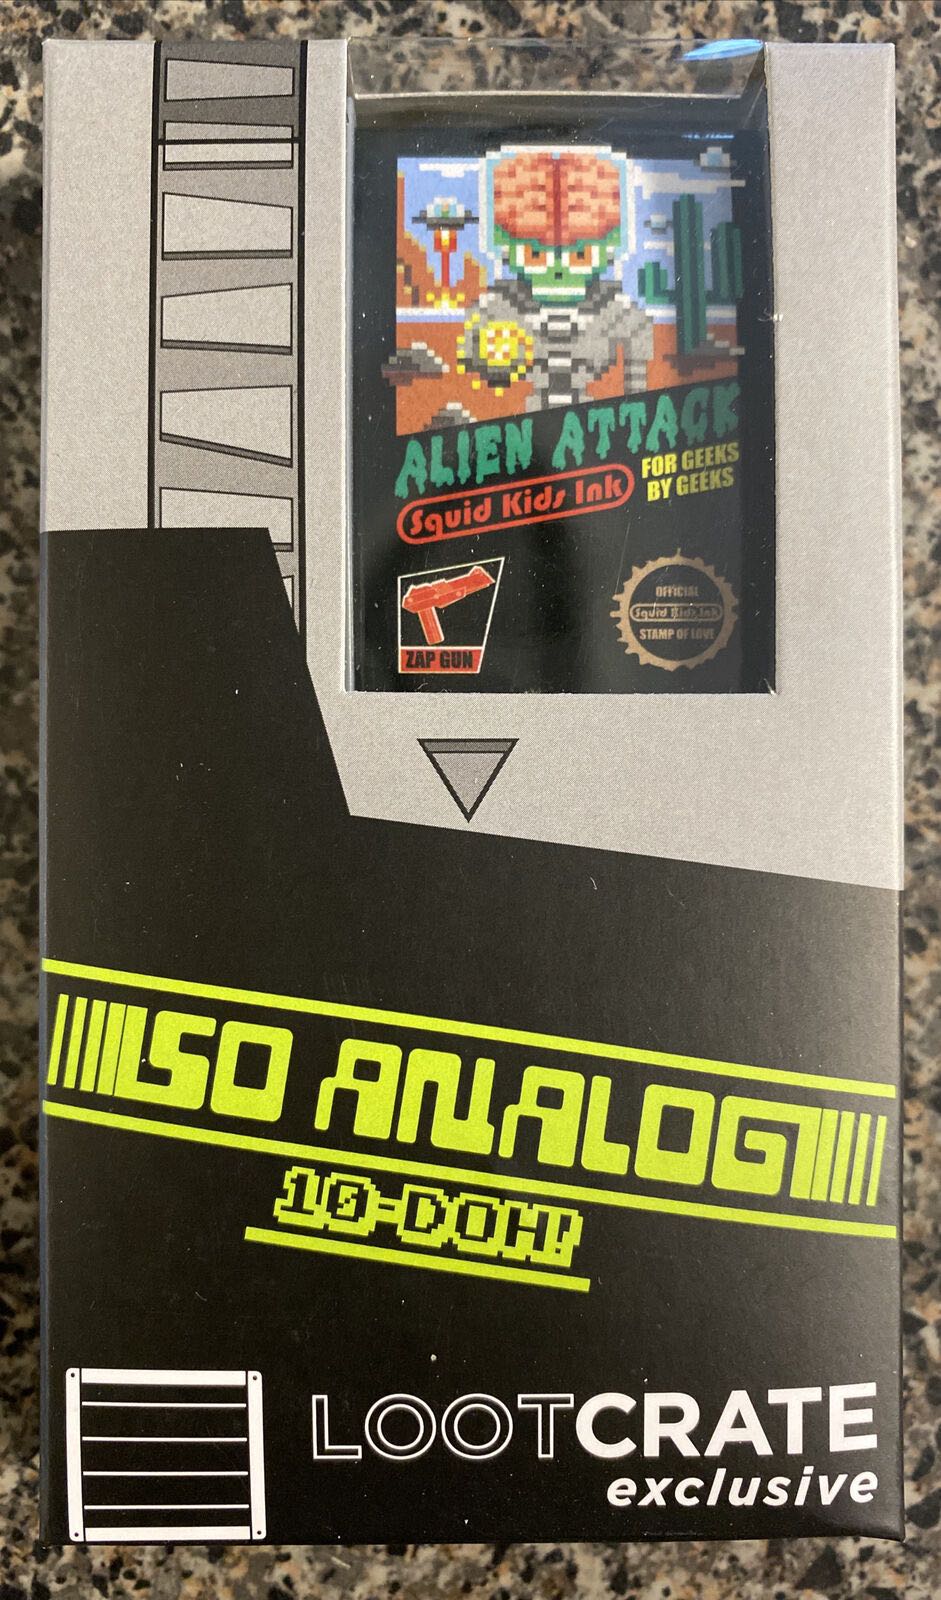 ALIEN ATTACK
Squid Kids Ink
FOR GEEKS
BY GEEKS
ZAP GUN
OFFICIAL
Squid Kids Ink
STAMP OF LOVE
SO ANALOG
10-DOH!
LOOTCRATE
exclusive